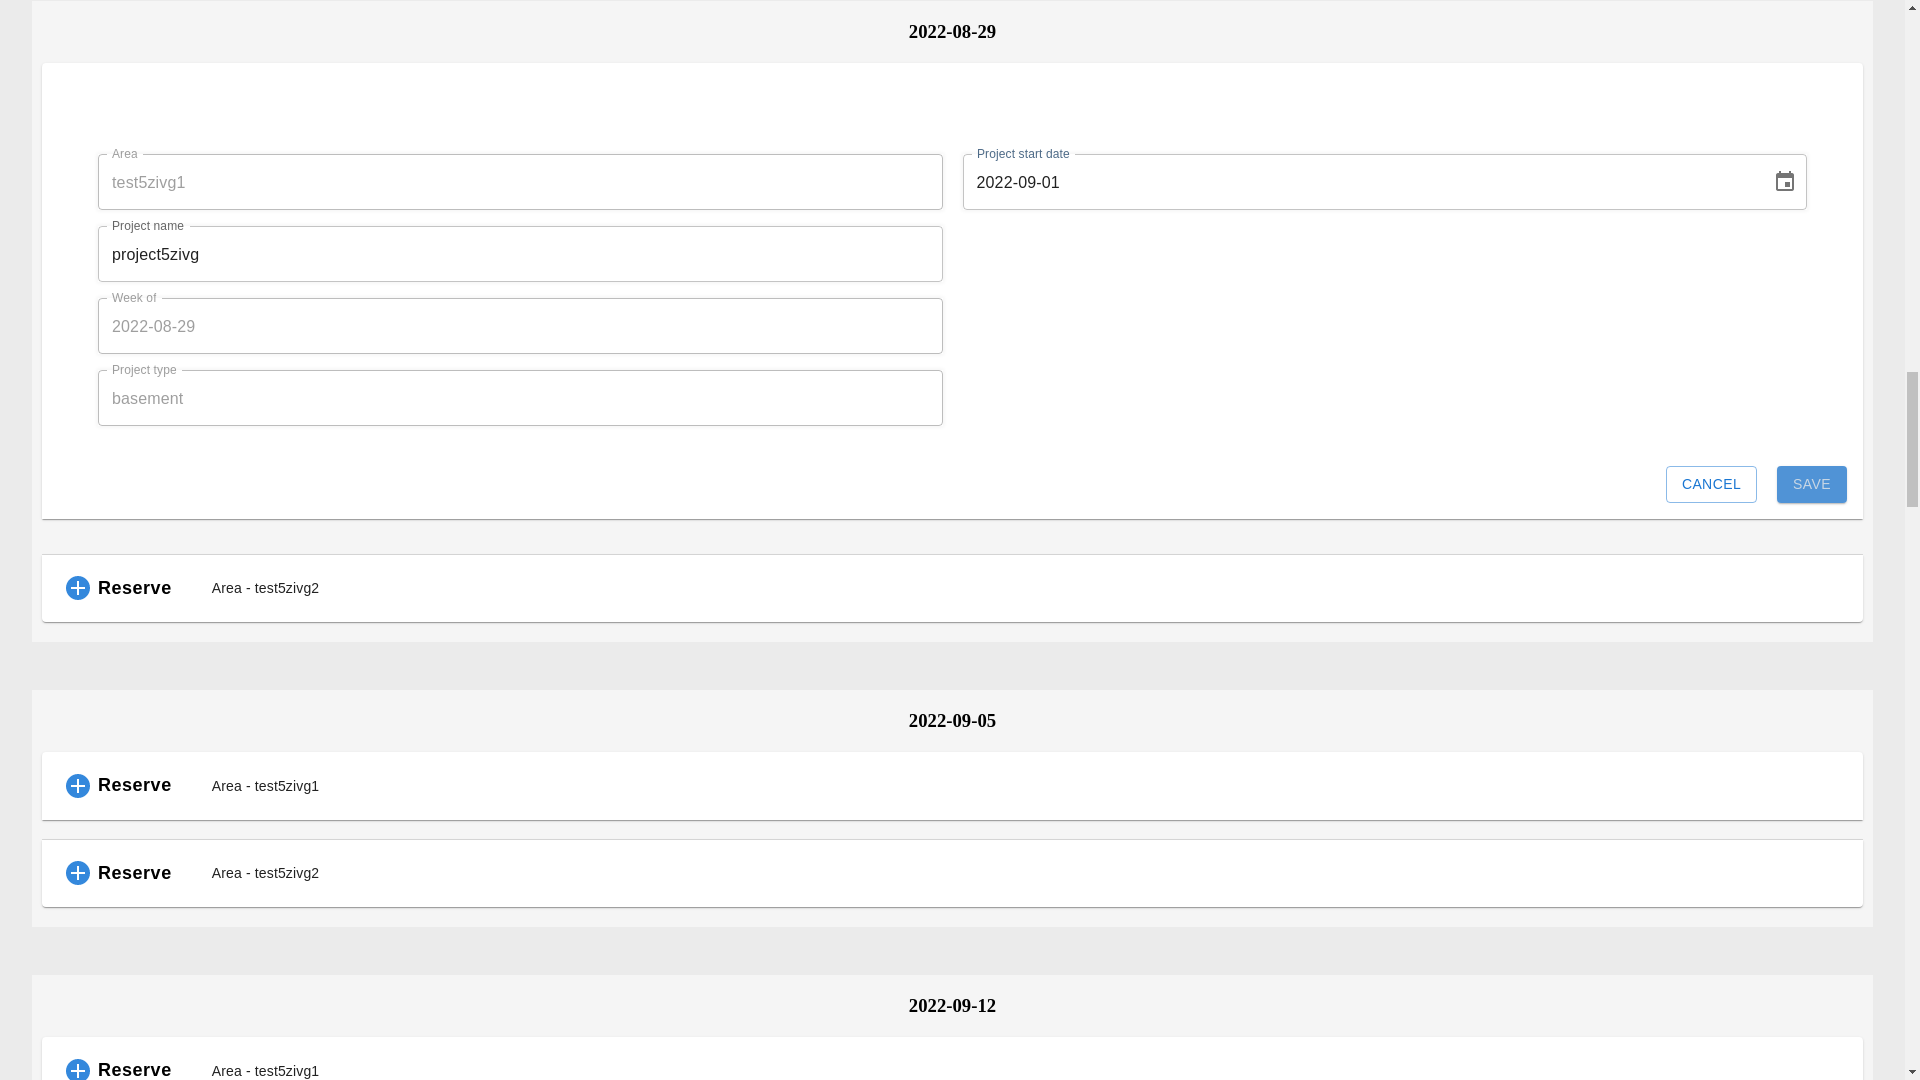 2022-08-29
Area
test5zivg1
Project start date
2022-09-01
Project name
project5zivg
Week of
2022-08-29
Project type
basement
CANCEL
SAVE
Reserve
Area - test5zivg2
2022-09-05
Reserve
Area - test5zivg1
Reserve
Area - test5zivg2
2022-09-12
Reserve
Area - test5zivg1